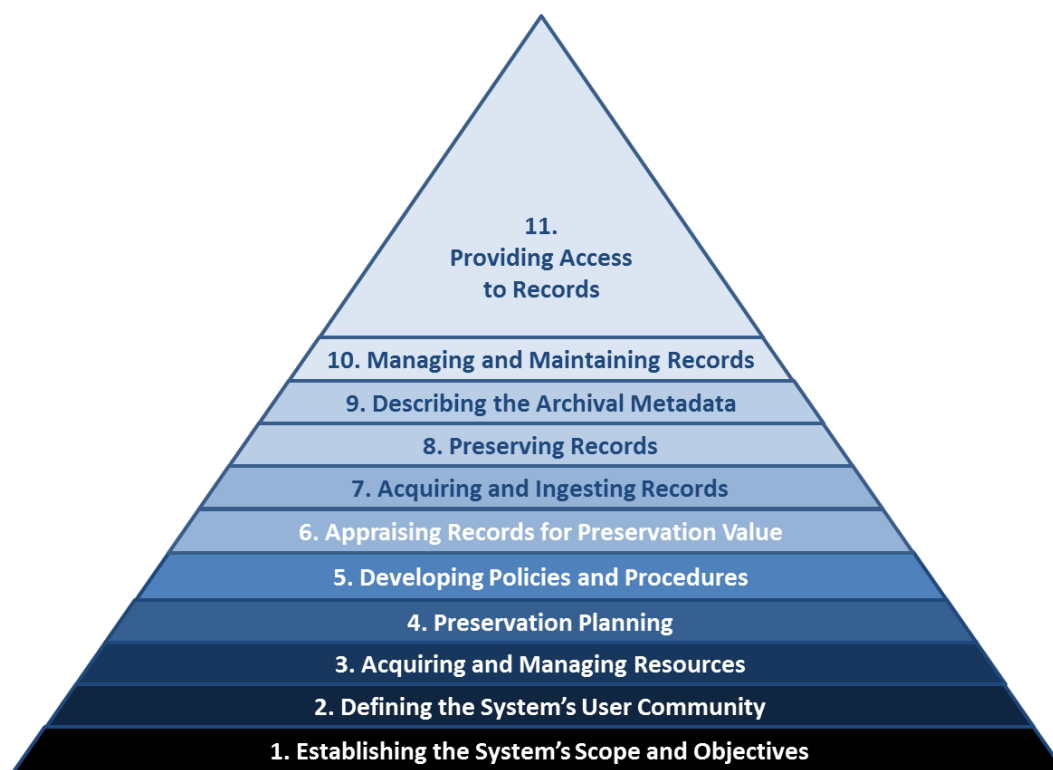 11.
Providing Access
to Records
10. Managing and Maintaining Records
9. Describing the Archival Metadata
8. Preserving Records
7. Acquiring and Ingesting Records
6. Appraising Records for Preservation Value
5. Developing Policies and Procedures
4. Preservation Planning
3. Acquiring and Managing Resources
2. Defining the System’s User Community
1. Establishing the System’s Scope and Objectives